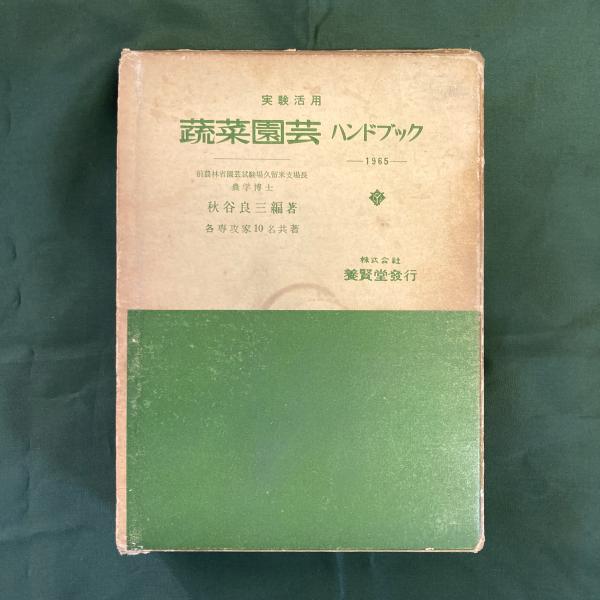 実験活用
蔬菜園芸 ハンドブック
1965
前農林省園芸試験場久留米支場長
農学博士
秋谷良三編著
各専攻家10名共著
株式会社
養賢堂發行